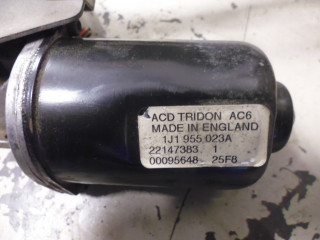 ACD TRIDON AC6
MADE IN ENGLAND
1J1 955 023A
22147383 1
00095648 25F8